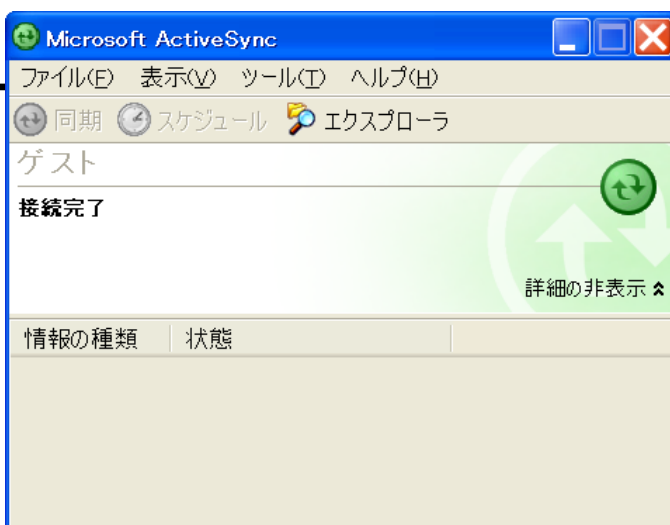 Microsoft ActiveSync
ファイル(F) 表示(V) ツール(T) ヘルプ(H)
同期 スケジュール エクスプローラ
ゲスト
接続完了
詳細の非表示
情報の種類 状態